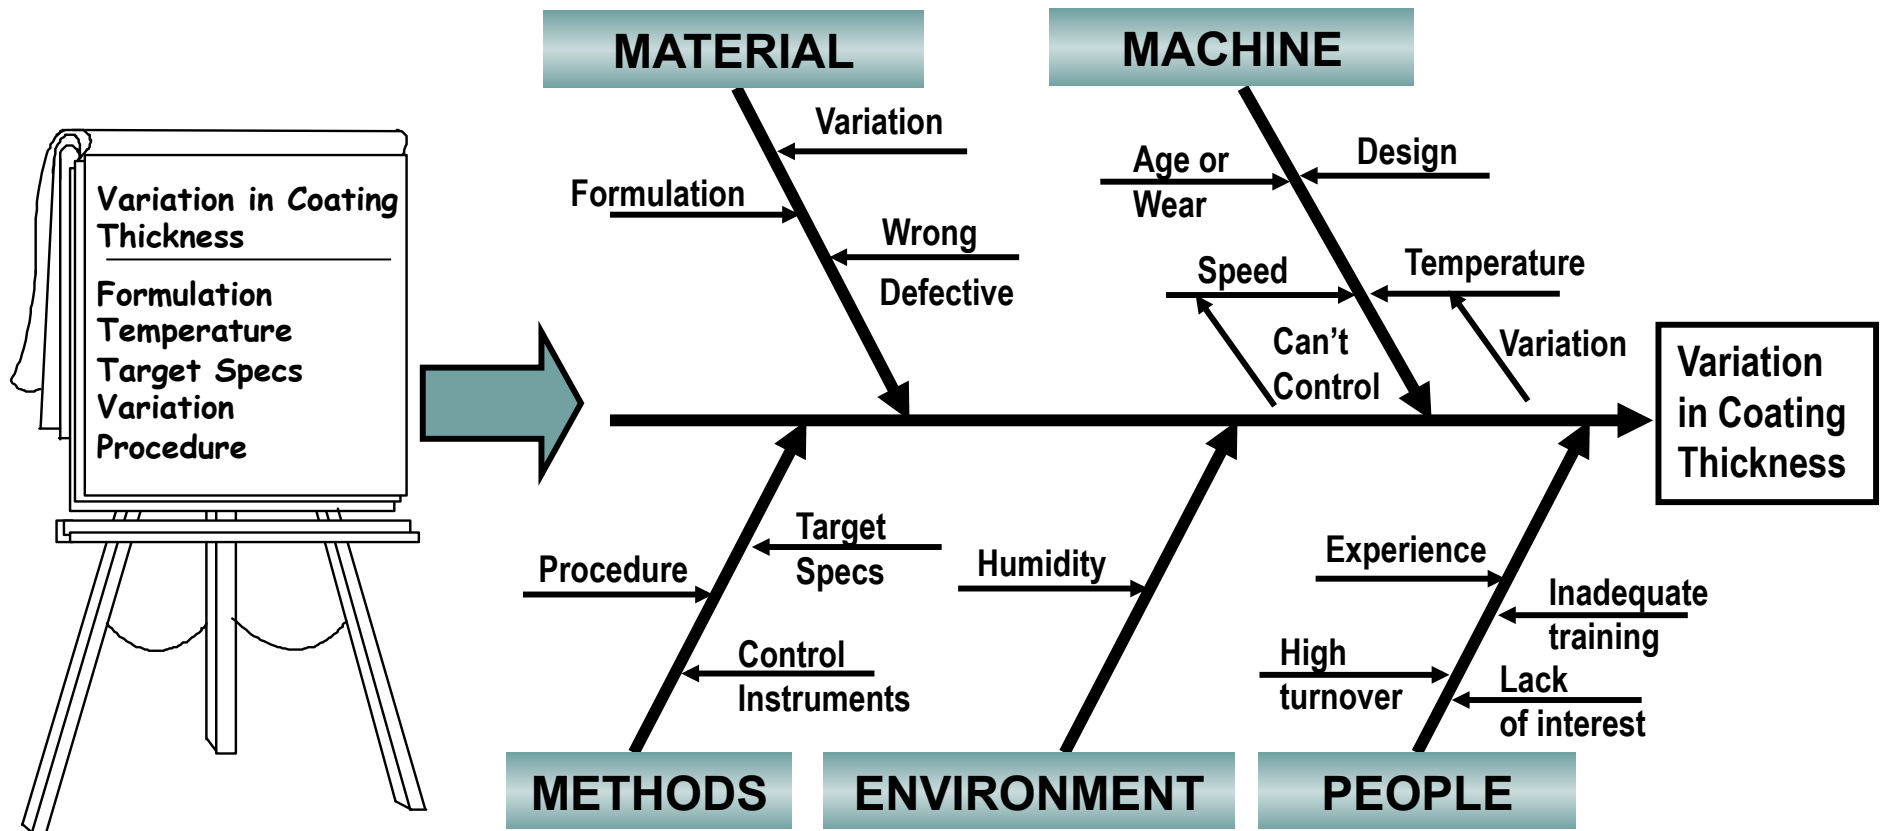 MATERIAL
MACHINE
Variation
Formulation
Wrong
Defective
Age or
Wear
Design
Speed
Can’t
Control
Temperature
Variation
Variation in Coating
Thickness
Formulation
Temperature
Target Specs
Variation
Procedure
Variation
in Coating
Thickness
Procedure
Target
Specs
Control
Instruments
Humidity
Experience
Inadequate
training
High
turnover
Lack
of interest
METHODS
ENVIRONMENT
PEOPLE